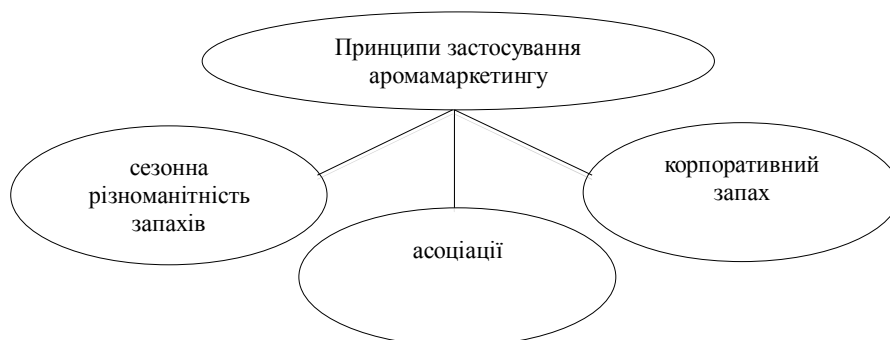 Принципи застосування
аромамаркетингу
сезонна
різноманітність
запахів
асоціації
корпоративний
запах